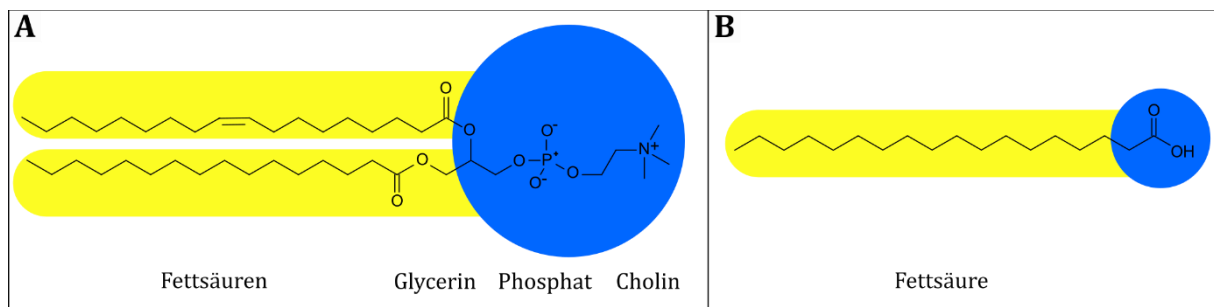 A
B
O
O
O
O
O
O⁻
P⁺
O⁻
O
N⁺
O
OH
Fettsäuren Glycerin Phosphat Cholin
Fettsäure